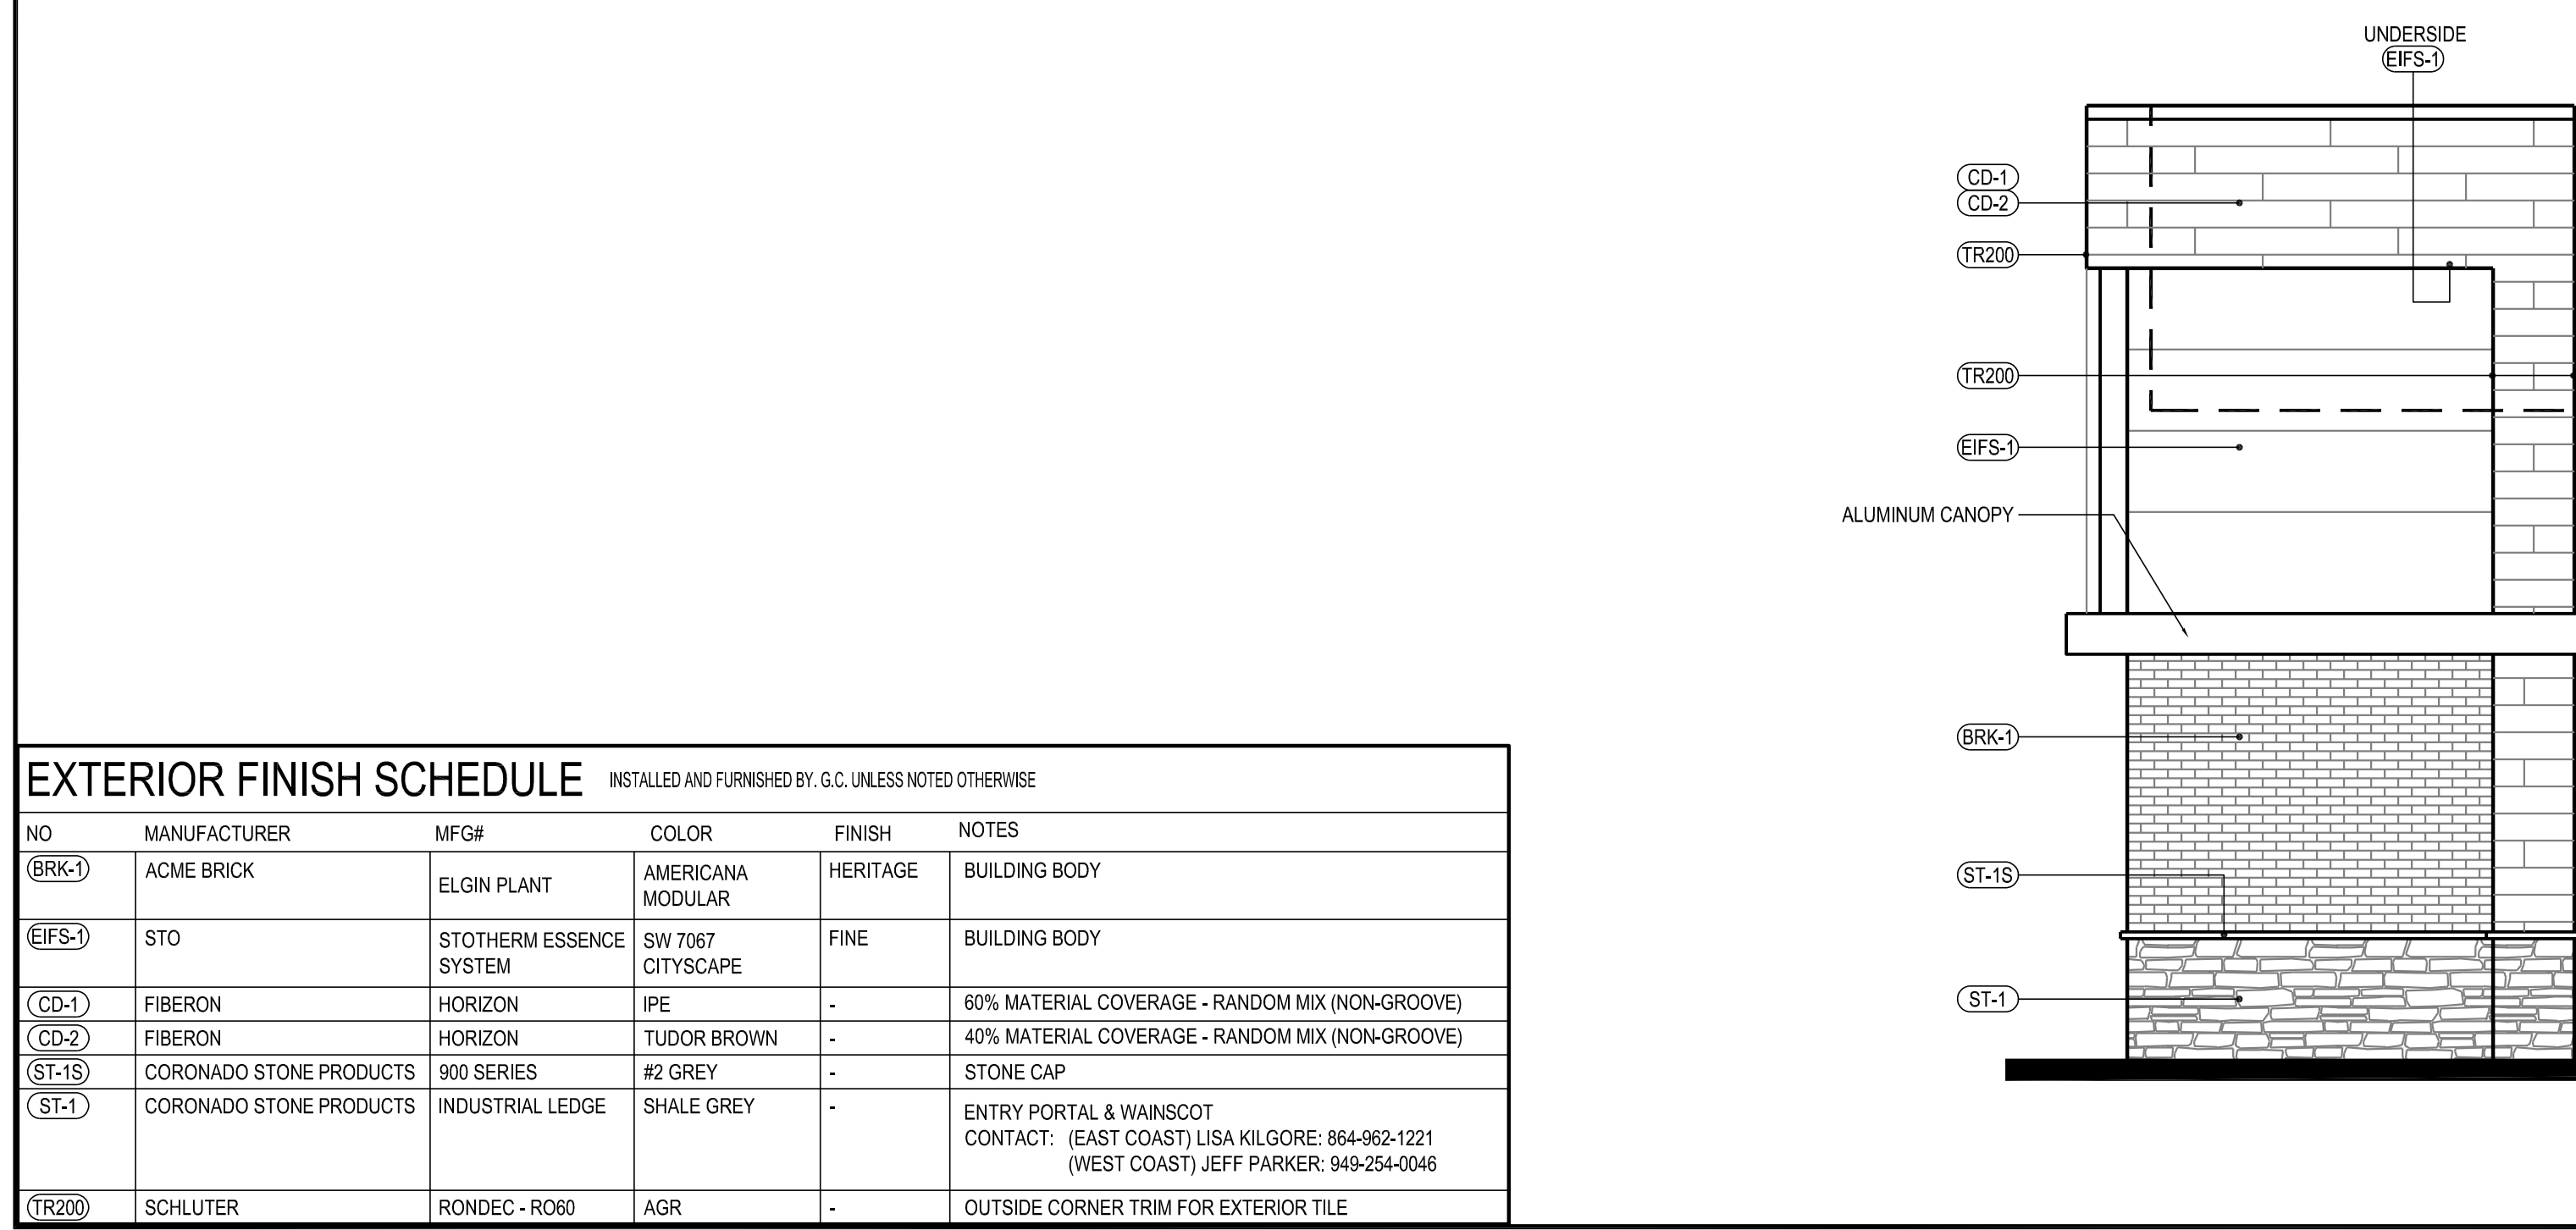 UNDERSIDE
EIFS-1
CD-1
CD-2
TR200
TR200
EIFS-1
ALUMINUM CANOPY
BRK-1
ST-1S
ST-1
EXTERIOR FINISH SCHEDULE INSTALLED AND FURNISHED BY. G.C. UNLESS NOTED OTHERWISE
NO MANUFACTURER MFG# COLOR FINISH NOTES
BRK-1 ACME BRICK ELGIN PLANT AMERICANA HERITAGE BUILDING BODY
MODULAR
EIFS-1 STO STOTHERM ESSENCE SW 7067 FINE BUILDING BODY
SYSTEM CITYSCAPE
CD-1 FIBERON HORIZON IPE - 60% MATERIAL COVERAGE - RANDOM MIX (NON-GROOVE)
CD-2 FIBERON HORIZON TUDOR BROWN - 40% MATERIAL COVERAGE - RANDOM MIX (NON-GROOVE)
ST-1S CORONADO STONE PRODUCTS 900 SERIES #2 GREY - STONE CAP
ST-1 CORONADO STONE PRODUCTS INDUSTRIAL LEDGE SHALE GREY - ENTRY PORTAL & WAINSCOT
CONTACT: (EAST COAST) LISA KILGORE: 864-962-1221
(WEST COAST) JEFF PARKER: 949-254-0046
TR200 SCHLUTER RONDEC - RO60 AGR - OUTSIDE CORNER TRIM FOR EXTERIOR TILE